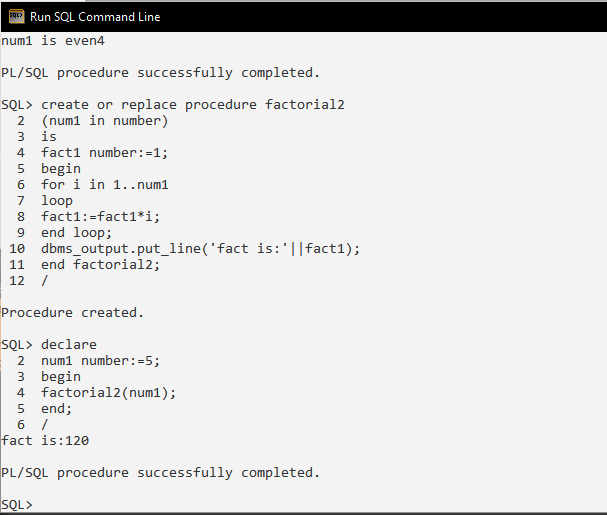 Run SQL Command Line
num1 is even4
PL/SQL procedure successfully completed.
SQL> create or replace procedure factorial2
2 (num1 in number)
3 is
4 fact1 number:=1;
5 begin
6 for i in 1..num1
7 loop
8 fact1:=fact1*i;
9 end loop;
10 dbms_output.put_line('fact is:'||fact1);
11 end factorial2;
12 /
Procedure created.
SQL> declare
2 num1 number:=5;
3 begin
4 factorial2(num1);
5 end;
6 /
fact is:120
PL/SQL procedure successfully completed.
SQL>